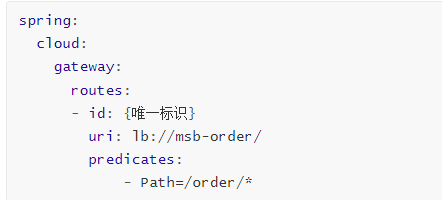 spring:
  cloud:
    gateway:
      routes:
      - id: {唯一标识}
        uri: lb://msb-order/
        predicates:
            - Path=/order/*